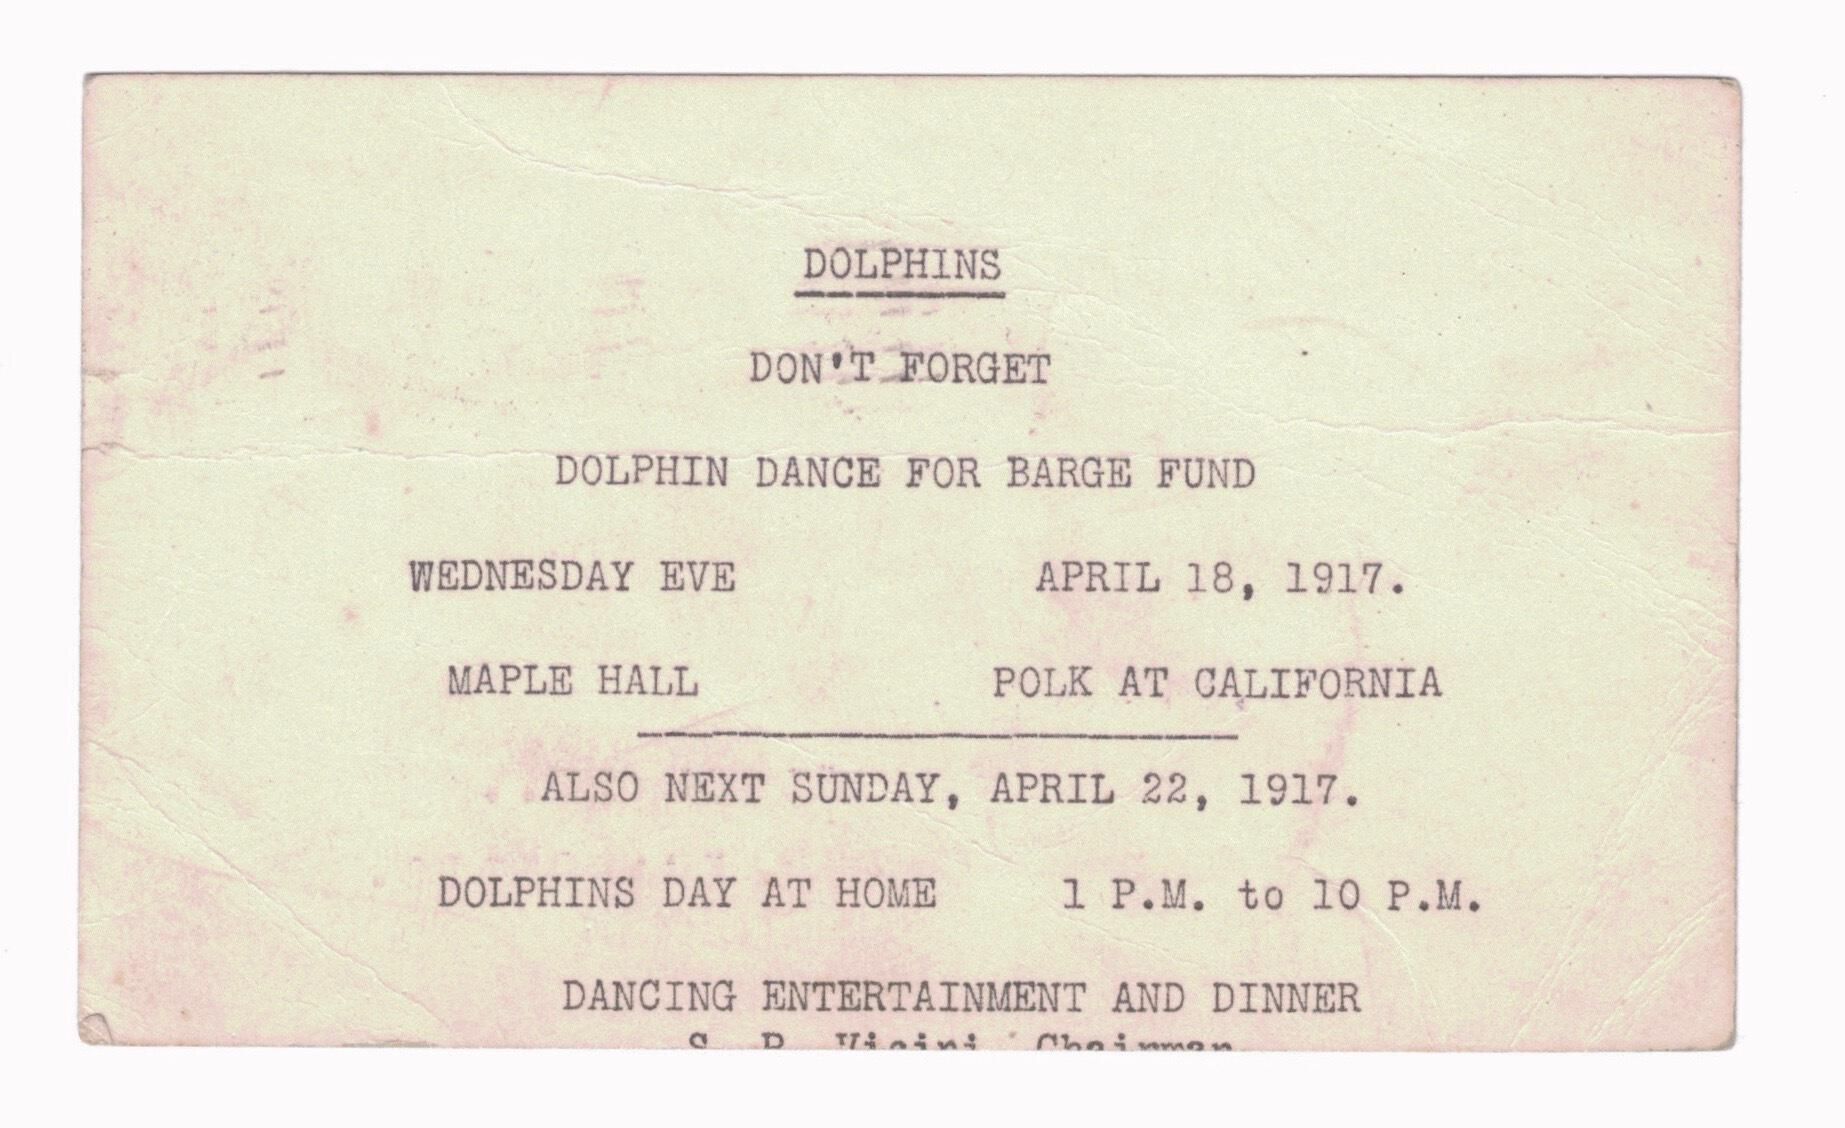 DOLPHINS
DON'T FORGET
DOLPHIN DANCE FOR BARGE FUND
WEDNESDAY EVE APRIL 18, 1917.
MAPLE HALL POLK AT CALIFORNIA
ALSO NEXT SUNDAY, APRIL 22, 1917.
DOLPHINS DAY AT HOME 1 P.M. to 10 P.M.
DANCING ENTERTAINMENT AND DINNER
Chairman